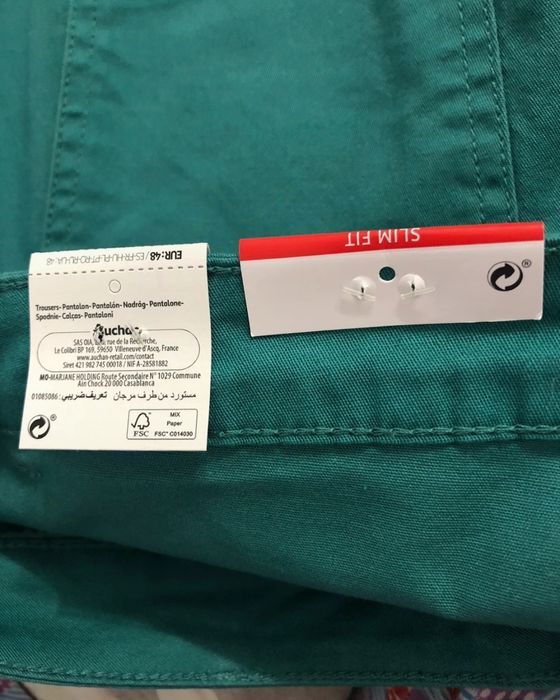 EUR:48 /ES-FR-HU-PL-PT-RO-RU-UA/
Trousers- Pantalon- Pantalón- Nadrág- Pantalone-
Spodnie- Calças- Pantaloni
Auchan
SAS OIA, rue de la Recherche,
Le Colibri BP 169, 59650 Villeneuve d'Ascq, France
www.auchan-retail.com/contact
Siret 421 982 745 00018 / NIF A-28581882
MO-MARJANE HOLDING Route Secondaire N° 1029 Commune
Ain Chock 20 000 Casablanca
مستورد من طرف مرجان تعريف ضريبي: 01085086
®
FSC
MIX
Paper
FSC® C014030
SLIM FIT
®